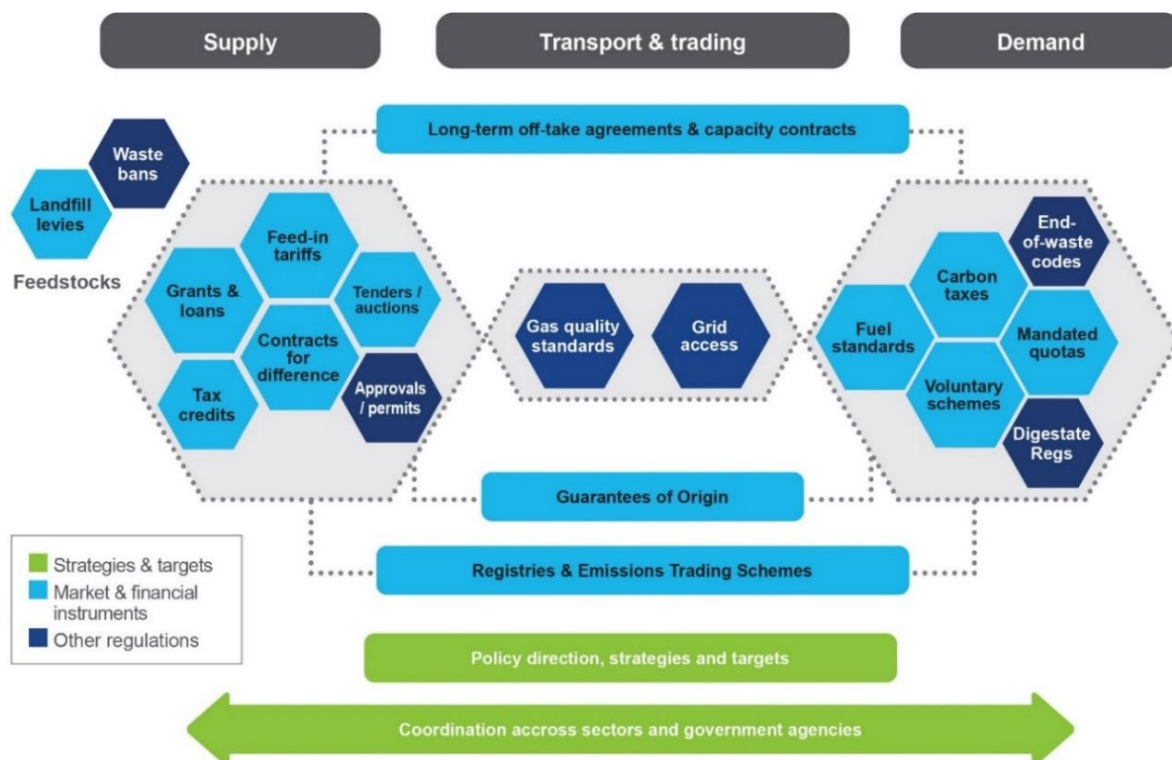 Supply
Transport & trading
Demand
Long-term off-take agreements & capacity contracts
Waste
bans
Landfill
levies
Feedstocks
Feed-in
tariffs
Grants &
loans
Tenders /
auctions
Contracts
for
difference
Tax
credits
Approvals
/ permits
Gas quality
standards
Grid
access
End-
of-waste
codes
Carbon
taxes
Fuel
standards
Mandated
quotas
Voluntary
schemes
Digestate
Regs
Guarantees of Origin
Registries & Emissions Trading Schemes
Strategies & targets
Market & financial
instruments
Other regulations
Policy direction, strategies and targets
Coordination accross sectors and government agencies